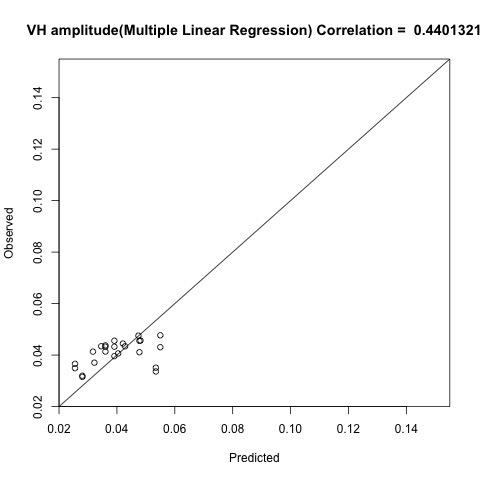 VH amplitude(Multiple Linear Regression) Correlation = 0.4401321
Observed
0.14
0.12
0.10
0.08
0.06
0.04
0.02
0.02 0.04 0.06 0.08 0.10 0.12 0.14
Predicted